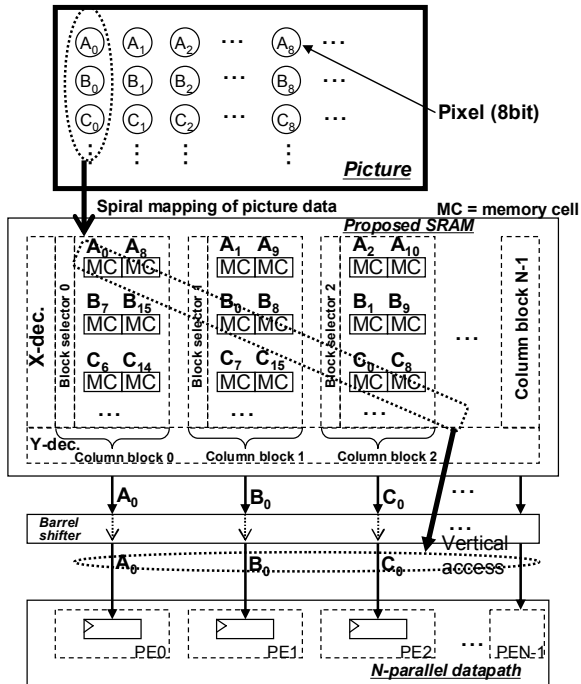 A0 A1 A2 ... A8 ...
B0 B1 B2 ... B8 ...
C0 C1 C2 ... C8 ...
Pixel (8bit)
Picture
Spiral mapping of picture data
MC = memory cell
Proposed SRAM
X-dec.
Block selector 0
A0 A8
MC MC
B7 B15
MC MC
C6 C14
MC MC
...
Block selector 1
A1 A9
MC MC
B0 B8
MC MC
C7 C15
MC MC
...
Block selector 2
A2 A10
MC MC
B1 B9
MC MC
C0 C8
MC MC
...
...
Column block N-1
Y-dec.
Column block 0 Column block 1 Column block 2
A0 B0 C0 ...
Barrel shifter
...
Vertical access
A0 B0 C0
PE0 PE1 PE2 ... PEN-1
N-parallel datapath